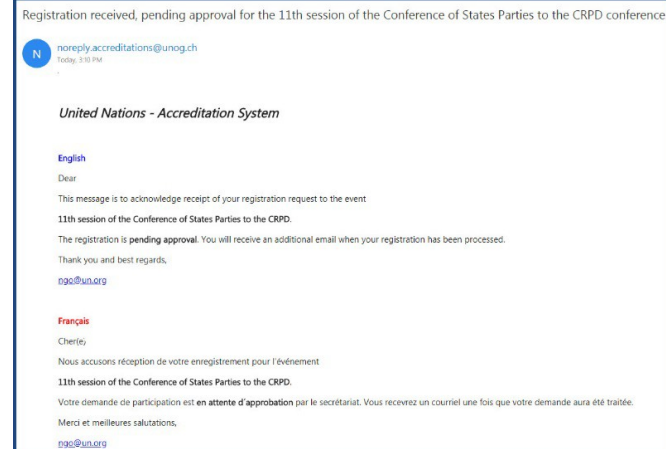 Registration received, pending approval for the 11th session of the Conference of States Parties to the CRPD conference
N
noreply.accreditations@unog.ch
Today, 3:10 PM
United Nations - Accreditation System
English
Dear
This message is to acknowledge receipt of your registration request to the event
11th session of the Conference of States Parties to the CRPD.
The registration is pending approval. You will receive an additional email when your registration has been processed.
Thank you and best regards,
ngo@un.org
Français
Cher(e)
Nous accusons réception de votre enregistrement pour l'événement
11th session of the Conference of States Parties to the CRPD.
Votre demande de participation est en attente d'approbation par le secrétariat. Vous recevrez un courriel une fois que votre demande aura été traitée.
Merci et meilleures salutations,
ngo@un.org